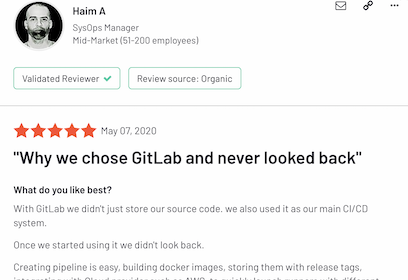 Haim A
SysOps Manager
Mid-Market (51-200 employees)
Validated Reviewer
Review source: Organic
May 07, 2020
"Why we chose GitLab and never looked back"
What do you like best?
With GitLab we didn't just store our source code. we also used it as our main CI/CD
system.
Once we started using it we didn't look back.
Creating pipeline is easy, building docker images, storing them with release tags,